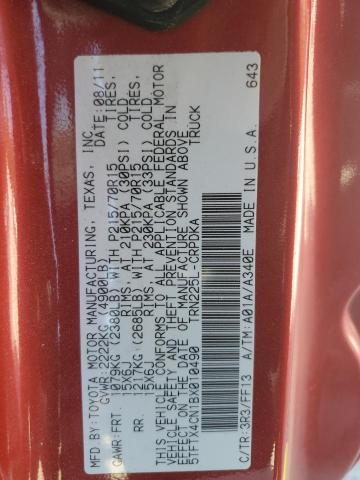 MFD BY: TOYOTA MOTOR MANUFACTURING, TEXAS, INC.
DATE: 08/11
GVWR: 2222KG (4900LB)
GAWR: FRT. 1079KG (2380LB) WITH P215/70R15 TIRES,
15X6J RIMS, AT 210KPA (30PSI) COLD
RR. 1217KG (2685LB) WITH P215/70R15 TIRES,
15X6J RIMS, AT 230KPA (33PSI) COLD
THIS VEHICLE CONFORMS TO ALL APPLICABLE FEDERAL MOTOR
VEHICLE SAFETY AND THEFT PREVENTION STANDARDS IN
EFFECT ON THE DATE OF MANUFACTURE SHOWN ABOVE.
5TFTX4CN1BX010490 TRUCK
TRN225L-CRPDKA
C/TR:3R3/FF13
A/TM:A01A/A340E MADE IN U.S.A. 643